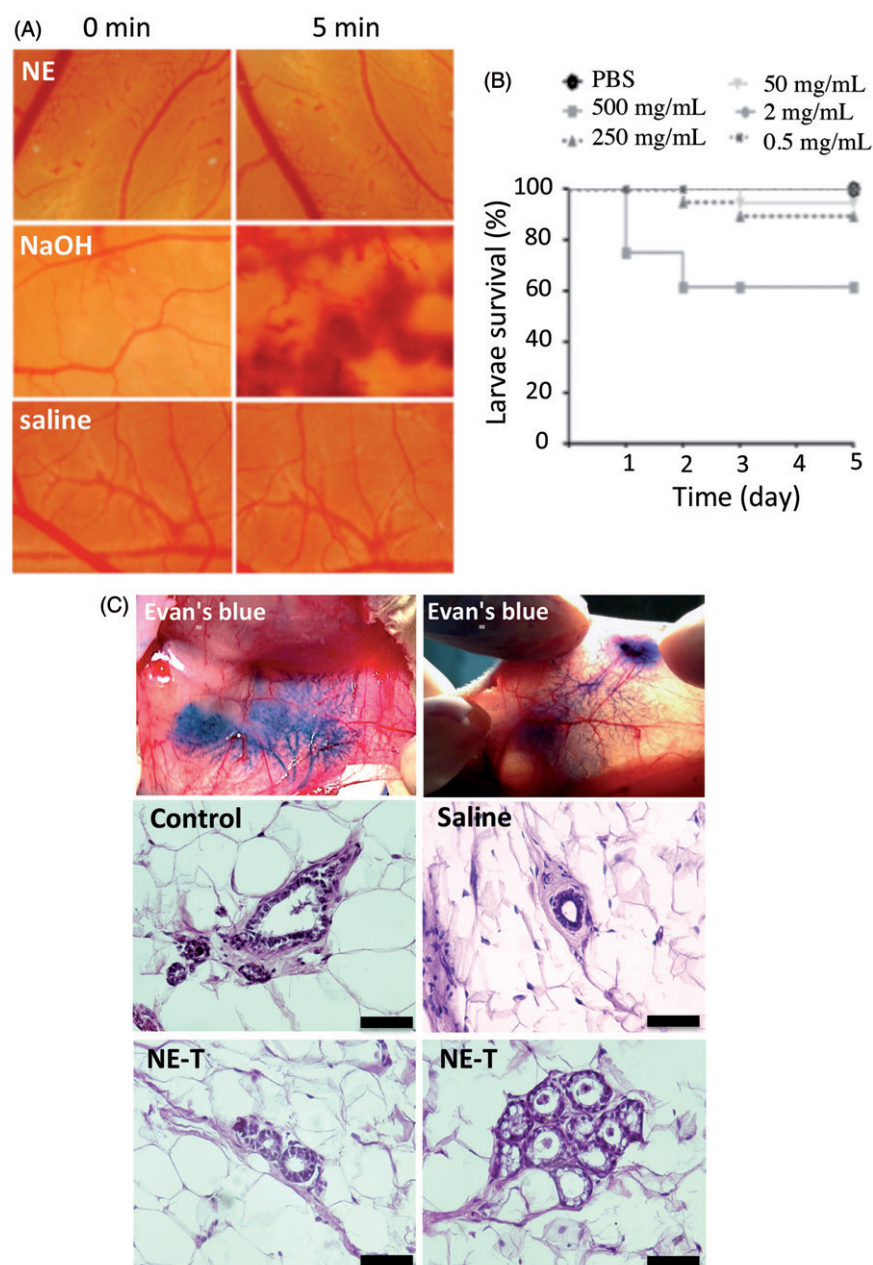 (A)
0 min
5 min
NE
NaOH
saline
(B)
PBS
500 mg/mL
250 mg/mL
50 mg/mL
2 mg/mL
0.5 mg/mL
Larvae survival (%)
100
80
60
40
20
0
1 2 3 4 5
Time (day)
(C)
Evan's blue
Evan's blue
Control
Saline
NE-T
NE-T